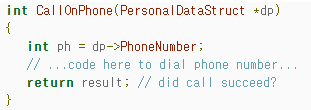 int CallOnPhone(PersonalDataStruct *dp)
{
int ph = dp->PhoneNumber;
// ...code here to dial phone number...
return result; // did call succeed?
}